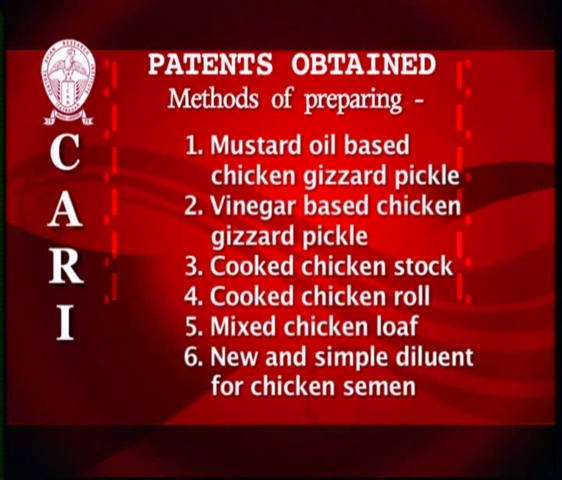 PATENTS OBTAINED
Methods of preparing -
1. Mustard oil based
chicken gizzard pickle
2. Vinegar based chicken
gizzard pickle
3. Cooked chicken stock
4. Cooked chicken roll
5. Mixed chicken loaf
6. New and simple diluent
for chicken semen
C
A
R
I